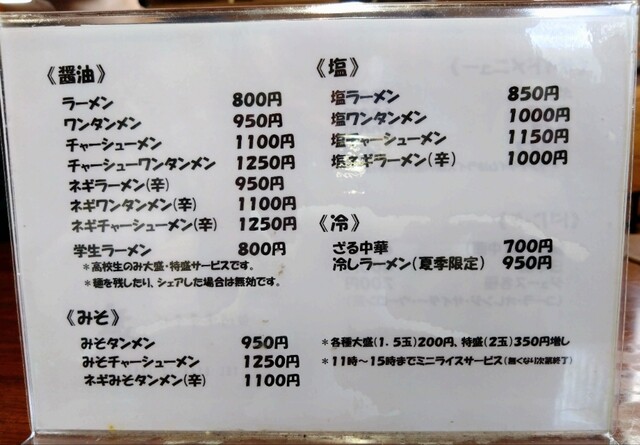 《醤油》
ラーメン 800円
ワンタンメン 950円
チャーシューメン 1100円
チャーシューワンタンメン 1250円
ネギラーメン(辛) 950円
ネギワンタンメン(辛) 1100円
ネギチャーシューメン(辛) 1250円
学生ラーメン 800円
*高校生のみ大盛・特盛サービスです。
*麺を残したり、シェアした場合は無効です。
《みそ》
みそタンメン 950円
みそチャーシューメン 1250円
ネギみそタンメン(辛) 1100円
《塩》
塩ラーメン 850円
塩ワンタンメン 1000円
塩チャーシューメン 1150円
塩ネギラーメン(辛) 1000円
《冷》
ざる中華 700円
冷しラーメン(夏季限定) 950円
*各種大盛(1.5玉)200円、特盛(2玉)350円増し
*11時～15時までミニライスサービス(無くなり次第終了)